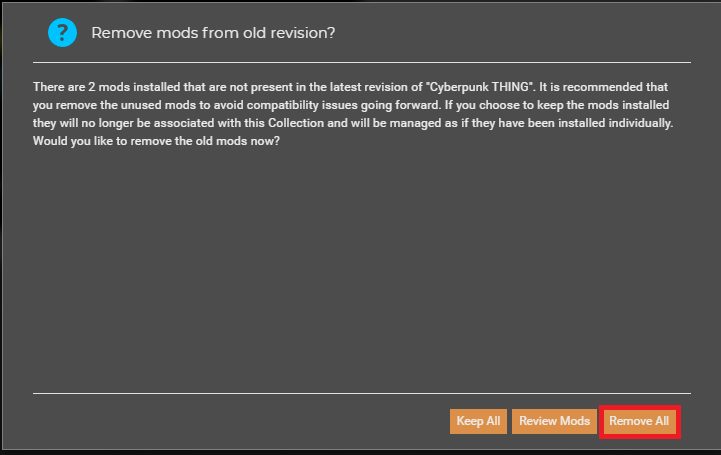 ?
Remove mods from old revision?
There are 2 mods installed that are not present in the latest revision of "Cyberpunk THING". It is recommended that
you remove the unused mods to avoid compatibility issues going forward. If you choose to keep the mods installed
they will no longer be associated with this Collection and will be managed as if they have been installed individually.
Would you like to remove the old mods now?
Keep All Review Mods Remove All